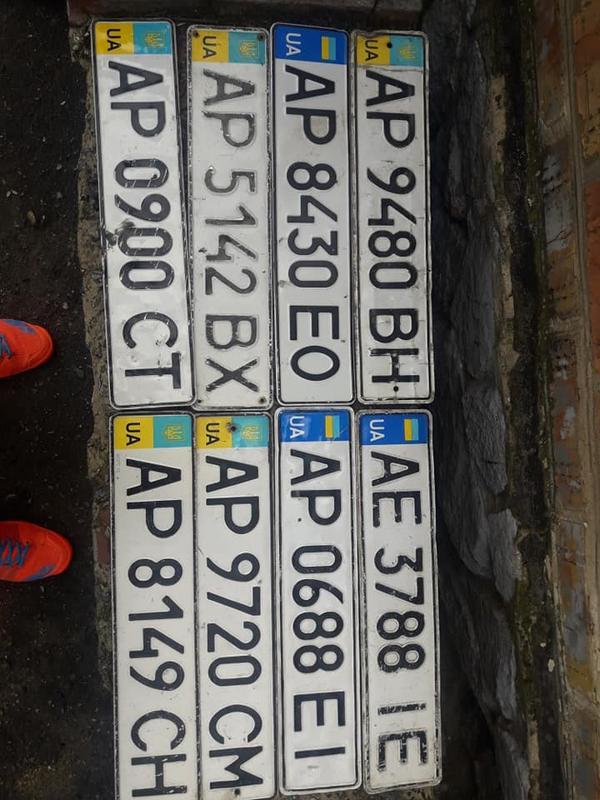 UA AP 9480 BH
UA AE 3788 IE
UA AP 8430 EO
UA AP 0688 EI
UA AP 5142 BX
UA AP 9720 CM
UA AP 0900 CT
UA AP 8149 CH